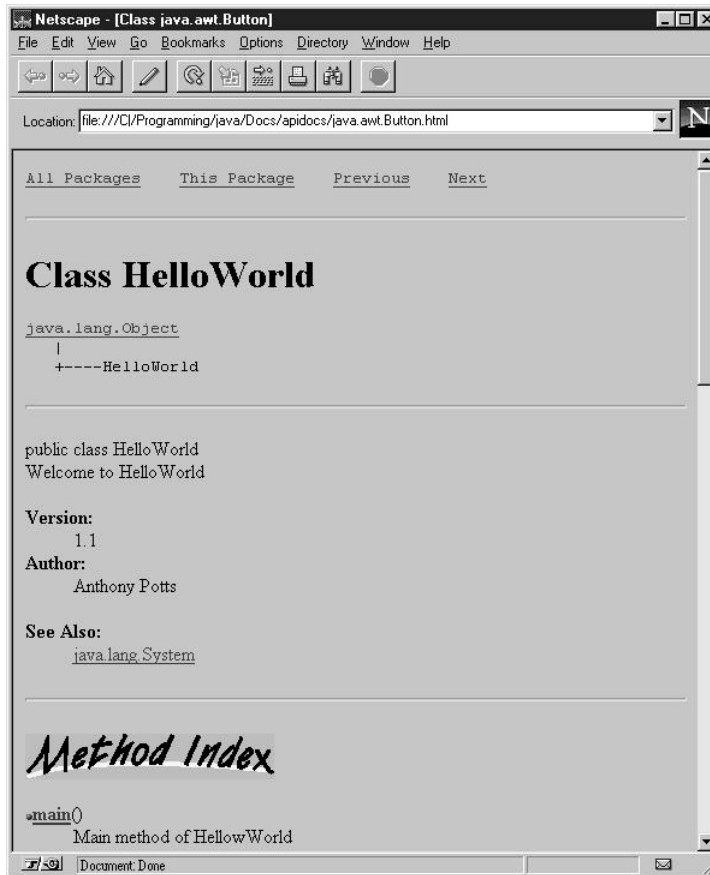 Netscape - [Class java.awt.Button]
File Edit View Go Bookmarks Options Directory Window Help
Location: file:///C|/Programming/java/Docs/apidocs/java.awt.Button.html
N
All Packages This Package Previous Next
Class HelloWorld
java.lang.Object
|
+----HelloWorld
public class HelloWorld
Welcome to HelloWorld
Version:
1.1
Author:
Anthony Potts
See Also:
java.lang.System
Method Index
main()
Main method of HellowWorld
Document: Done